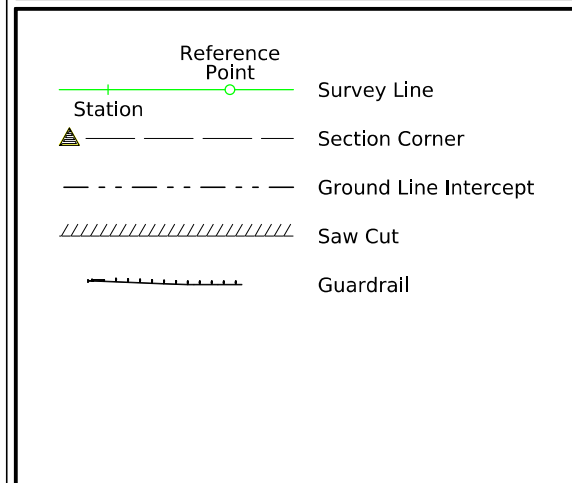 Reference
Point
Survey Line
Station
Section Corner
Ground Line Intercept
Saw Cut
Guardrail